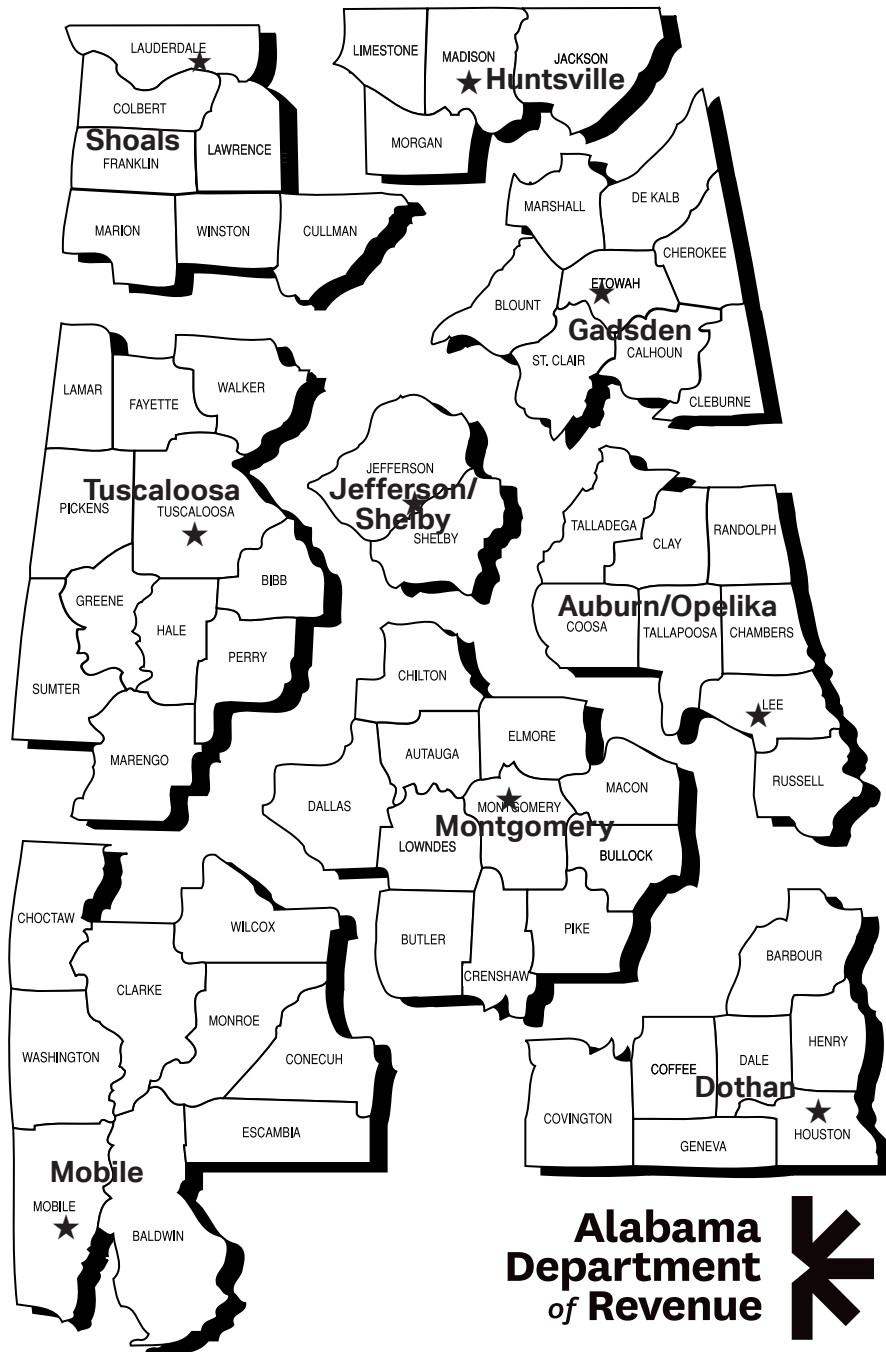 LAUDERDALE
COLBERT
Shoals
FRANKLIN
LAWRENCE
MARION
WINSTON
CULLMAN
LIMESTONE
MADISON
JACKSON
Huntsville
MORGAN
MARSHALL
DE KALB
CHEROKEE
ETOWAH
BLOUNT
Gadsden
ST. CLAIR
CALHOUN
CLEBURNE
LAMAR
FAYETTE
WALKER
Tuscaloosa
PICKENS
TUSCALOOSA
GREENE
BIBB
HALE
PERRY
SUMTER
MARENGO
JEFFERSON
Jefferson/
Shelby
SHELBY
TALLADEGA
CLAY
RANDOLPH
Auburn/Opelika
COOSA
TALLAPOOSA
CHAMBERS
LEE
RUSSELL
CHILTON
AUTAUGA
ELMORE
DALLAS
MONTGOMERY
MACON
Montgomery
LOWNDES
BULLOCK
BUTLER
CRENSHAW
PIKE
CHOCTAW
WILCOX
CLARKE
MONROE
WASHINGTON
CONECUH
ESCAMBIA
Mobile
MOBILE
BALDWIN
BARBOUR
HENRY
COFFEE
DALE
Dothan
COVINGTON
GENEVA
HOUSTON
Alabama
Department
of Revenue